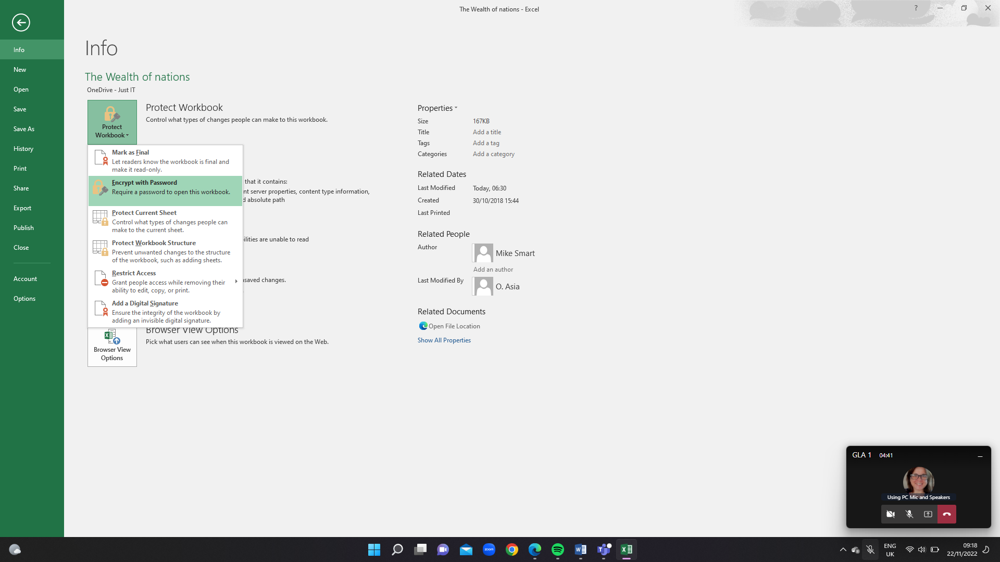 The Wealth of nations - Excel
?
Info
New
Open
Save
Save As
History
Print
Share
Export
Publish
Close
Account
Options
Info
The Wealth of nations
OneDrive - Just IT
Protect
Workbook
Protect Workbook
Control what types of changes people can make to this workbook.
Mark as Final
Let readers know the workbook is final and
make it read-only.
Encrypt with Password
Require a password to open this workbook.
Protect Current Sheet
Control what types of changes people can
make to the current sheet.
Protect Workbook Structure
Prevent unwanted changes to the structure
of the workbook, such as adding sheets.
Restrict Access
Grant people access while removing their
ability to edit, copy, or print.
Add a Digital Signature
Ensure the integrity of the workbook by
adding an invisible digital signature.
that it contains:
nt server properties, content type information,
d absolute path
ilities are unable to read
nsaved changes.
Browser View
Options
Browser View Options
Pick what users can see when this workbook is viewed on the Web.
Properties
Size 167KB
Title Add a title
Tags Add a tag
Categories Add a category
Related Dates
Last Modified Today, 06:30
Created 30/10/2018 15:44
Last Printed
Related People
Author Mike Smart
Add an author
Last Modified By O. Asia
Related Documents
Open File Location
Show All Properties
GLA 1 04:41
Using PC Mic and Speakers
zoom
ENG
UK
09:18
22/11/2022